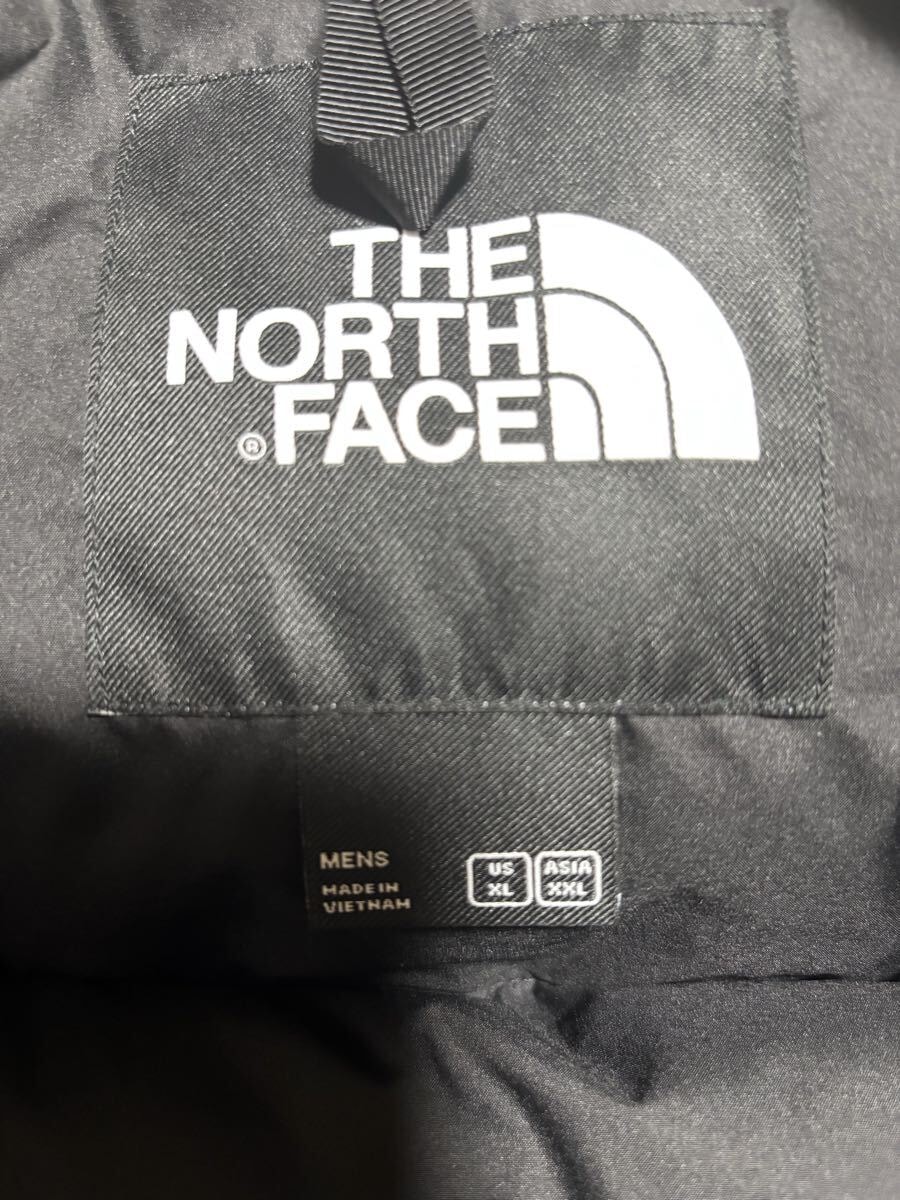 THE
NORTH
® FACE
MENS
MADE IN
VIETNAM
US
XL
ASIA
XXL